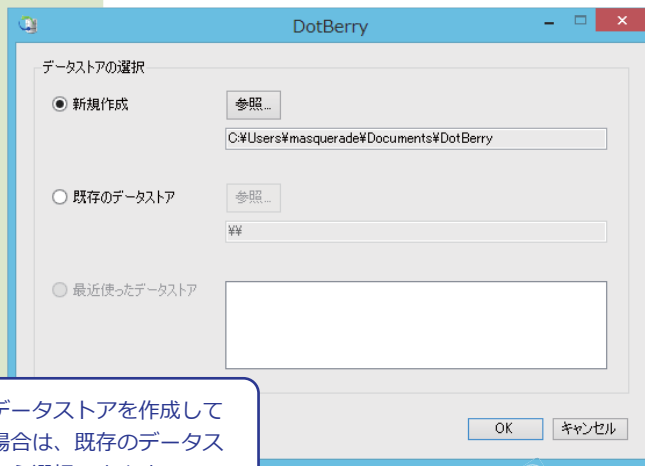 DotBerry
データストアの選択
新規作成
参照...
C:¥Users¥masquerade¥Documents¥DotBerry
既存のデータストア
参照...
¥¥
最近使ったデータストア
データストアを作成して
場合は、既存のデータス
OK
キャンセル